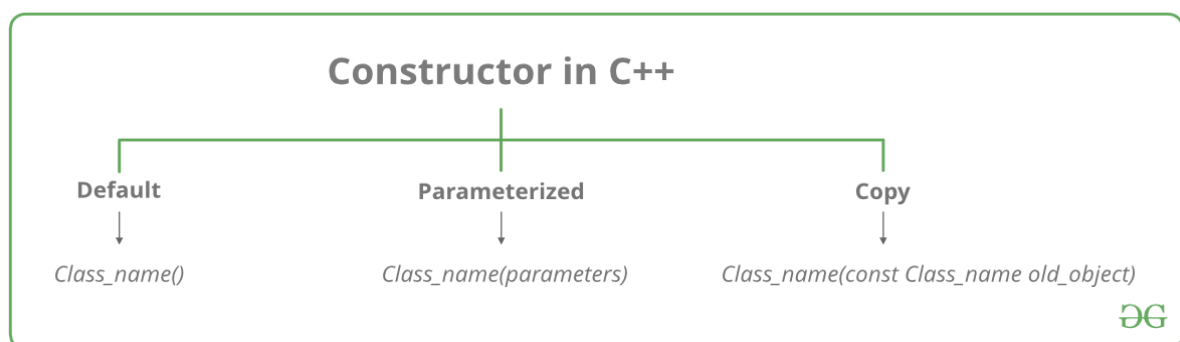 Constructor in C++
Default
Parameterized
Copy
Class_name()
Class_name(parameters)
Class_name(const Class_name old_object)